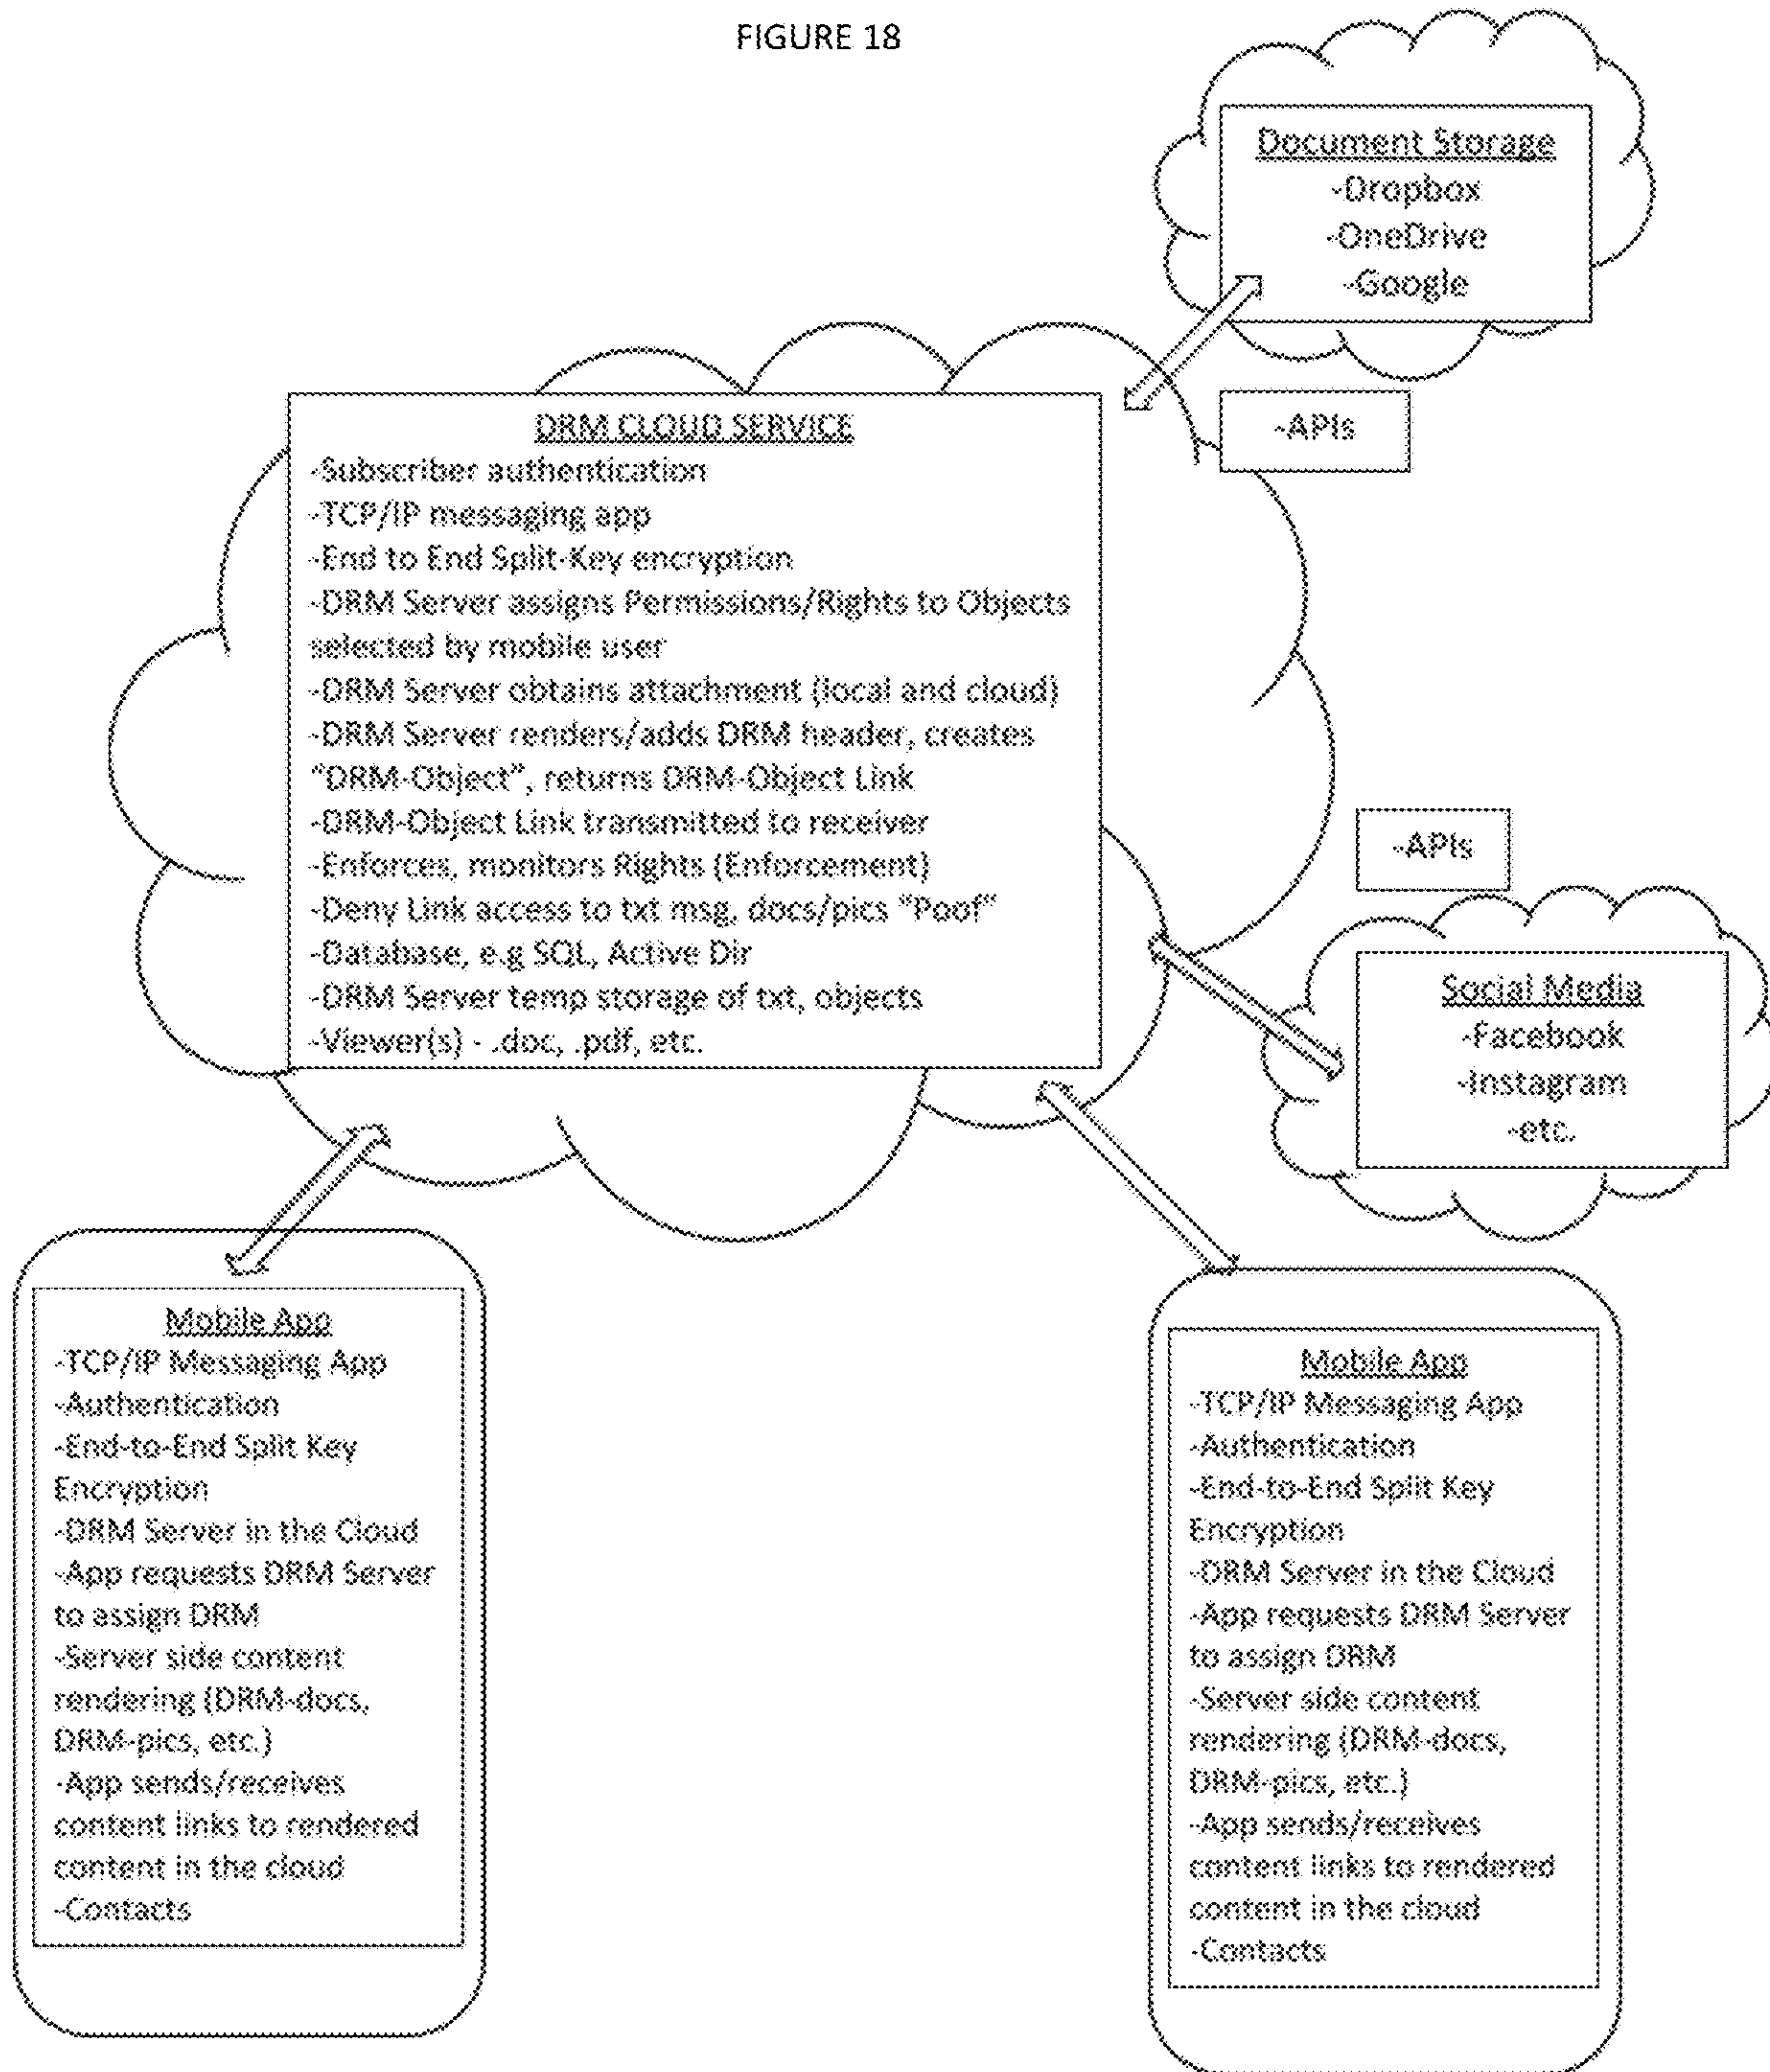 FIGURE 18
Document Storage
-Dropbox
-OneDrive
-Google
-APIs
DRM CLOUD SERVICE
-Subscriber authentication
-TCP/IP messaging app
-End to End Split-Key encryption
-DRM Server assigns Permissions/Rights to Objects
selected by mobile user
-DRM Server obtains attachment (local and cloud)
-DRM Server renders/adds DRM header, creates
"DRM-Object", returns DRM-Object Link
-DRM-Object Link transmitted to receiver
-Enforces, monitors Rights (Enforcement)
-Deny Link access to txt msg, docs/pics "Poof"
-Database, e.g SQL, Active Dir
-DRM Server temp storage of txt, objects
-Viewer(s) - .doc, .pdf, etc.
-APIs
Social Media
-Facebook
-Instagram
-etc.
Mobile App
-TCP/IP Messaging App
-Authentication
-End-to-End Split Key
Encryption
-DRM Server in the Cloud
-App requests DRM Server
to assign DRM
-Server side content
rendering (DRM-docs,
DRM-pics, etc.)
-App sends/receives
content links to rendered
content in the cloud
-Contacts
Mobile App
-TCP/IP Messaging App
-Authentication
-End-to-End Split Key
Encryption
-DRM Server in the Cloud
-App requests DRM Server
to assign DRM
-Server side content
rendering (DRM-docs,
DRM-pics, etc.)
-App sends/receives
content links to rendered
content in the cloud
-Contacts